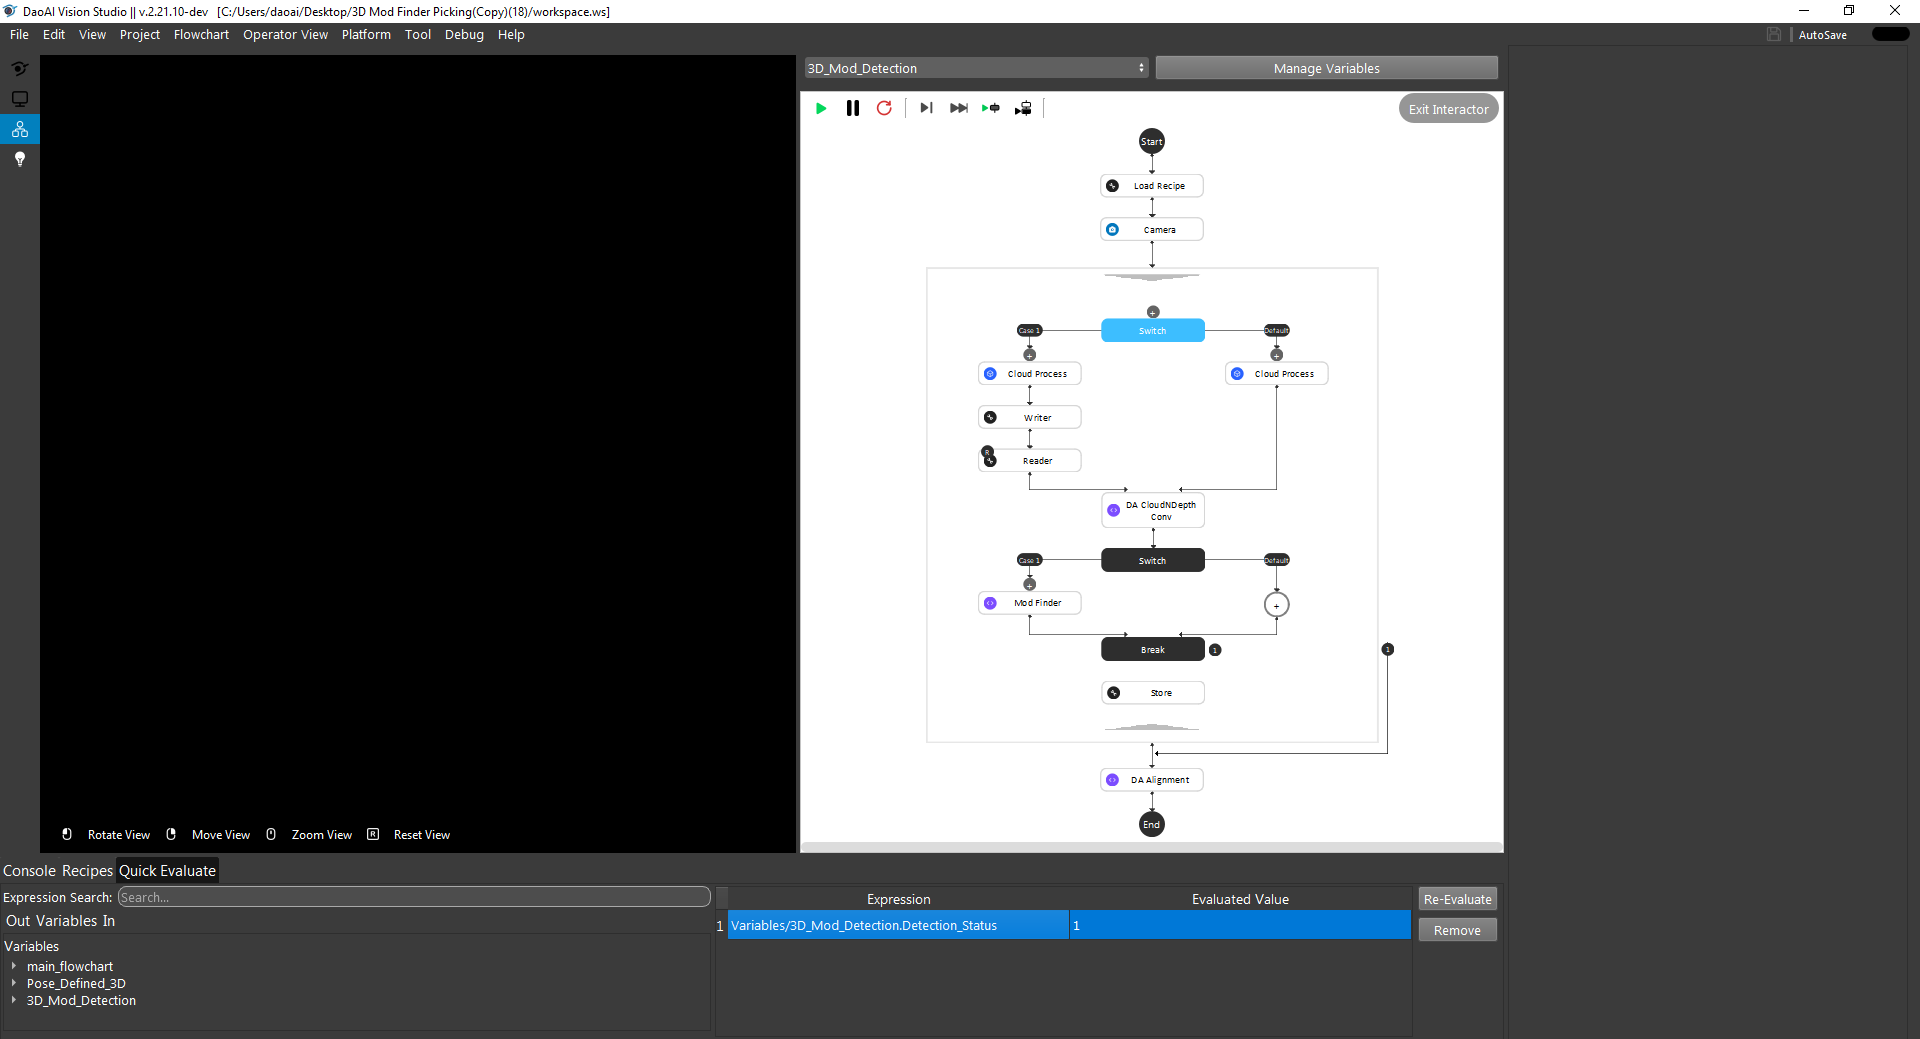 DaoAI Vision Studio || v.2.21.10-dev [C:/Users/daoai/Desktop/3D Mod Finder Picking(Copy)(18)/workspace.ws]
File Edit View Project Flowchart Operator View Platform Tool Debug Help
AutoSave
3D_Mod_Detection
Manage Variables
Exit Interactor
Start
Load Recipe
Camera
+
Case 1
Switch
Default
+
+
Cloud Process
Cloud Process
Writer
R
Reader
DA CloudNDepth
Conv
Case 1
Switch
Default
+
Mod Finder
+
Break
1
1
Store
DA Alignment
End
Rotate View
Move View
Zoom View
R
Reset View
Console Recipes Quick Evaluate
Expression Search: Search...
Out Variables In
Variables
main_flowchart
Pose_Defined_3D
3D_Mod_Detection
Expression
Evaluated Value
1
Variables/3D_Mod_Detection.Detection_Status
1
Re-Evaluate
Remove